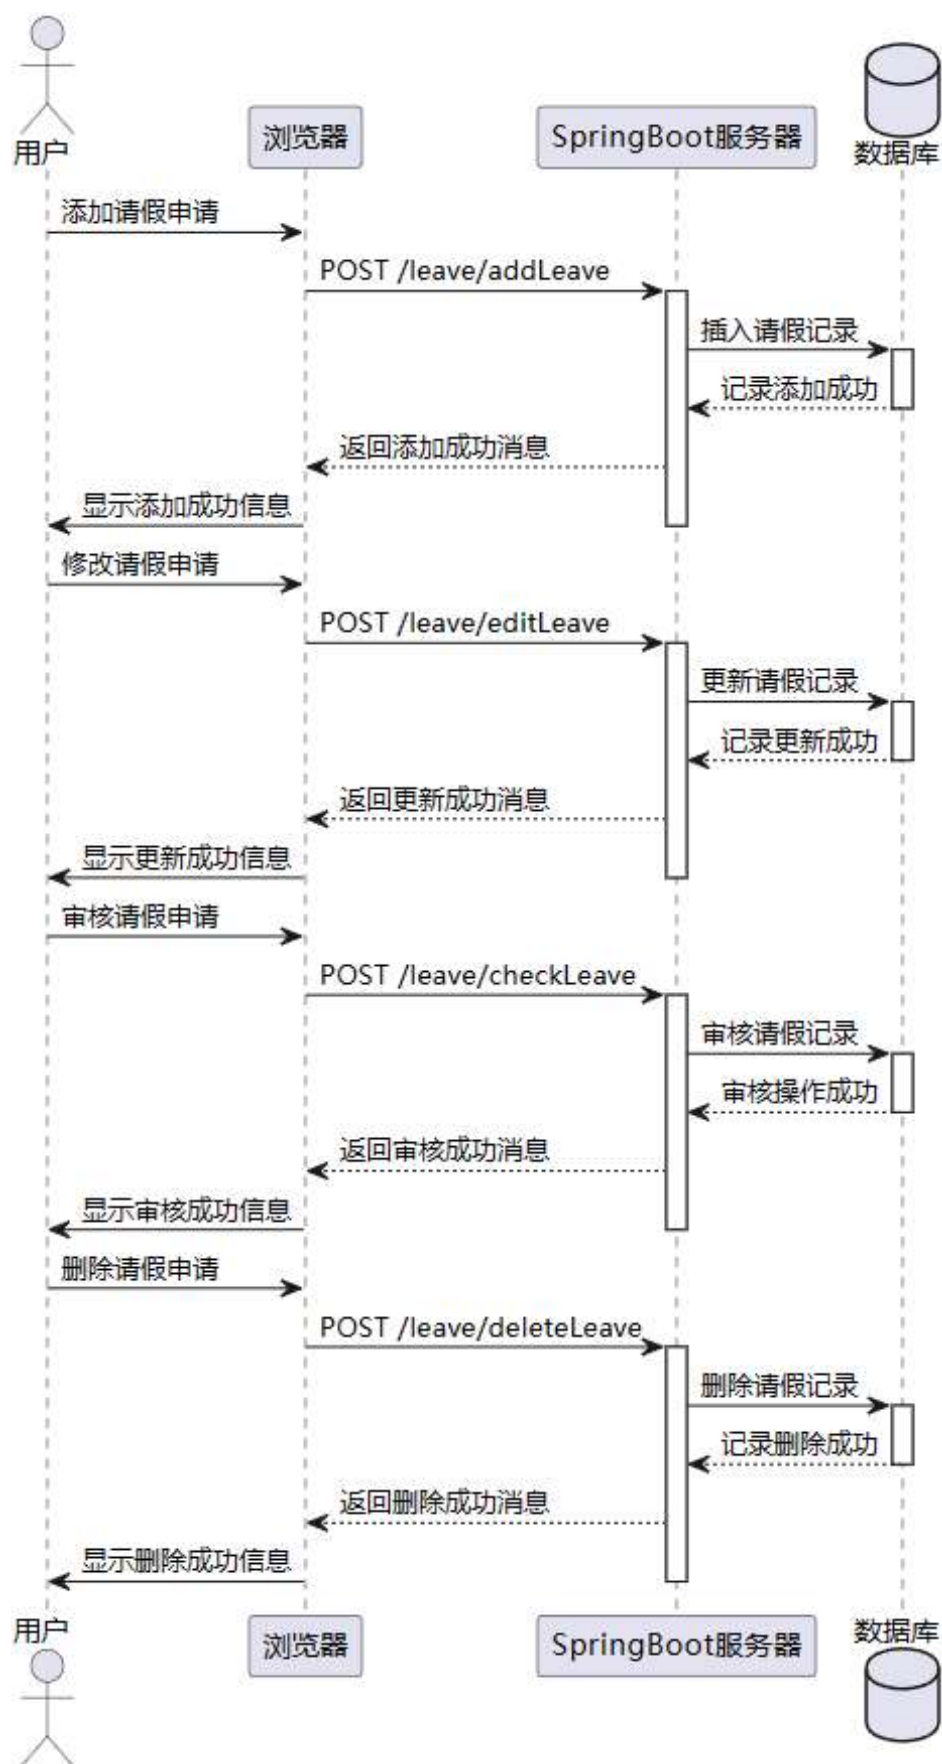 用户
浏览器
SpringBoot服务器
数据库
添加请假申请
POST /leave/addLeave
插入请假记录
记录添加成功
返回添加成功消息
显示添加成功信息
修改请假申请
POST /leave/editLeave
更新请假记录
记录更新成功
返回更新成功消息
显示更新成功信息
审核请假申请
POST /leave/checkLeave
审核请假记录
审核操作成功
返回审核成功消息
显示审核成功信息
删除请假申请
POST /leave/deleteLeave
删除请假记录
记录删除成功
返回删除成功消息
显示删除成功信息
用户
浏览器
SpringBoot服务器
数据库